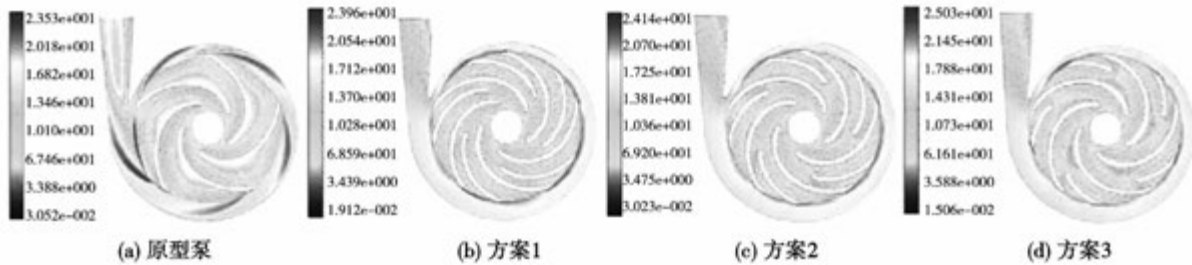 2.353e+001
2.018e+001
1.682e+001
1.346e+001
1.010e+001
6.746e+001
3.388e+000
3.052e−002
(a) 原型泵
2.396e+001
2.054e+001
1.712e+001
1.370e+001
1.028e+001
6.859e+001
3.439e+000
1.912e−002
(b) 方案1
2.414e+001
2.070e+001
1.725e+001
1.381e+001
1.036e+001
6.920e+001
3.475e+000
3.023e−002
(c) 方案2
2.503e+001
2.145e+001
1.788e+001
1.431e+001
1.073e+001
6.161e+001
3.588e+000
1.506e−002
(d) 方案3